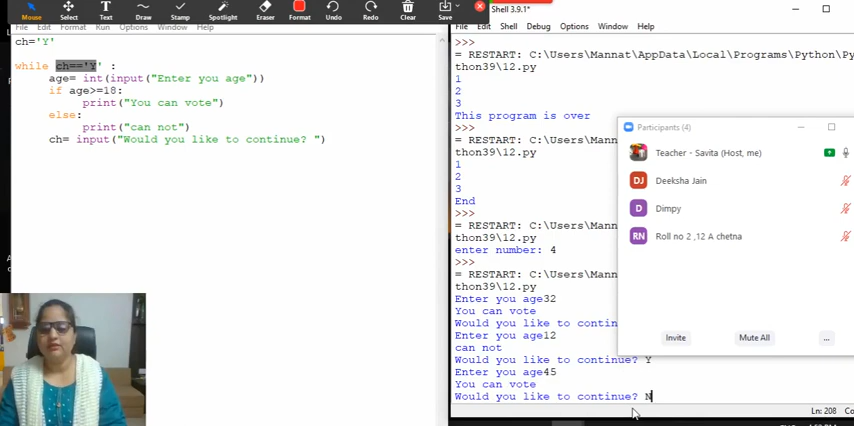 Mouse Select Text Draw Stamp Spotlight Eraser Format Undo Redo Clear Save
File Edit Format Run Options Window Help
ch='Y'
while ch=='Y' :
age= int(input("Enter you age"))
if age>=18:
print("You can vote")
else:
print("can not")
ch= input("Would you like to continue? ")
Shell 3.9.1*
File Edit Shell Debug Options Window Help
>>>
= RESTART: C:\Users\Mannat\AppData\Local\Programs\Python\Py
thon39\12.py
1
2
3
This program is over
>>>
= RESTART: C:\Users\Mann
thon39\12.py
1
2
3
End
>>>
= RESTART: C:\Users\Mann
thon39\12.py
enter number: 4
>>>
= RESTART: C:\Users\Mann
thon39\12.py
Enter you age32
You can vote
Would you like to contin
Enter you age12
can not
Would you like to continue? Y
Enter you age45
You can vote
Would you like to continue? N
Ln: 208
Participants (4)
Teacher - Savita (Host, me)
DJ Deeksha Jain
D Dimpy
RN Roll no 2 ,12 A chetna
Invite Mute All ...